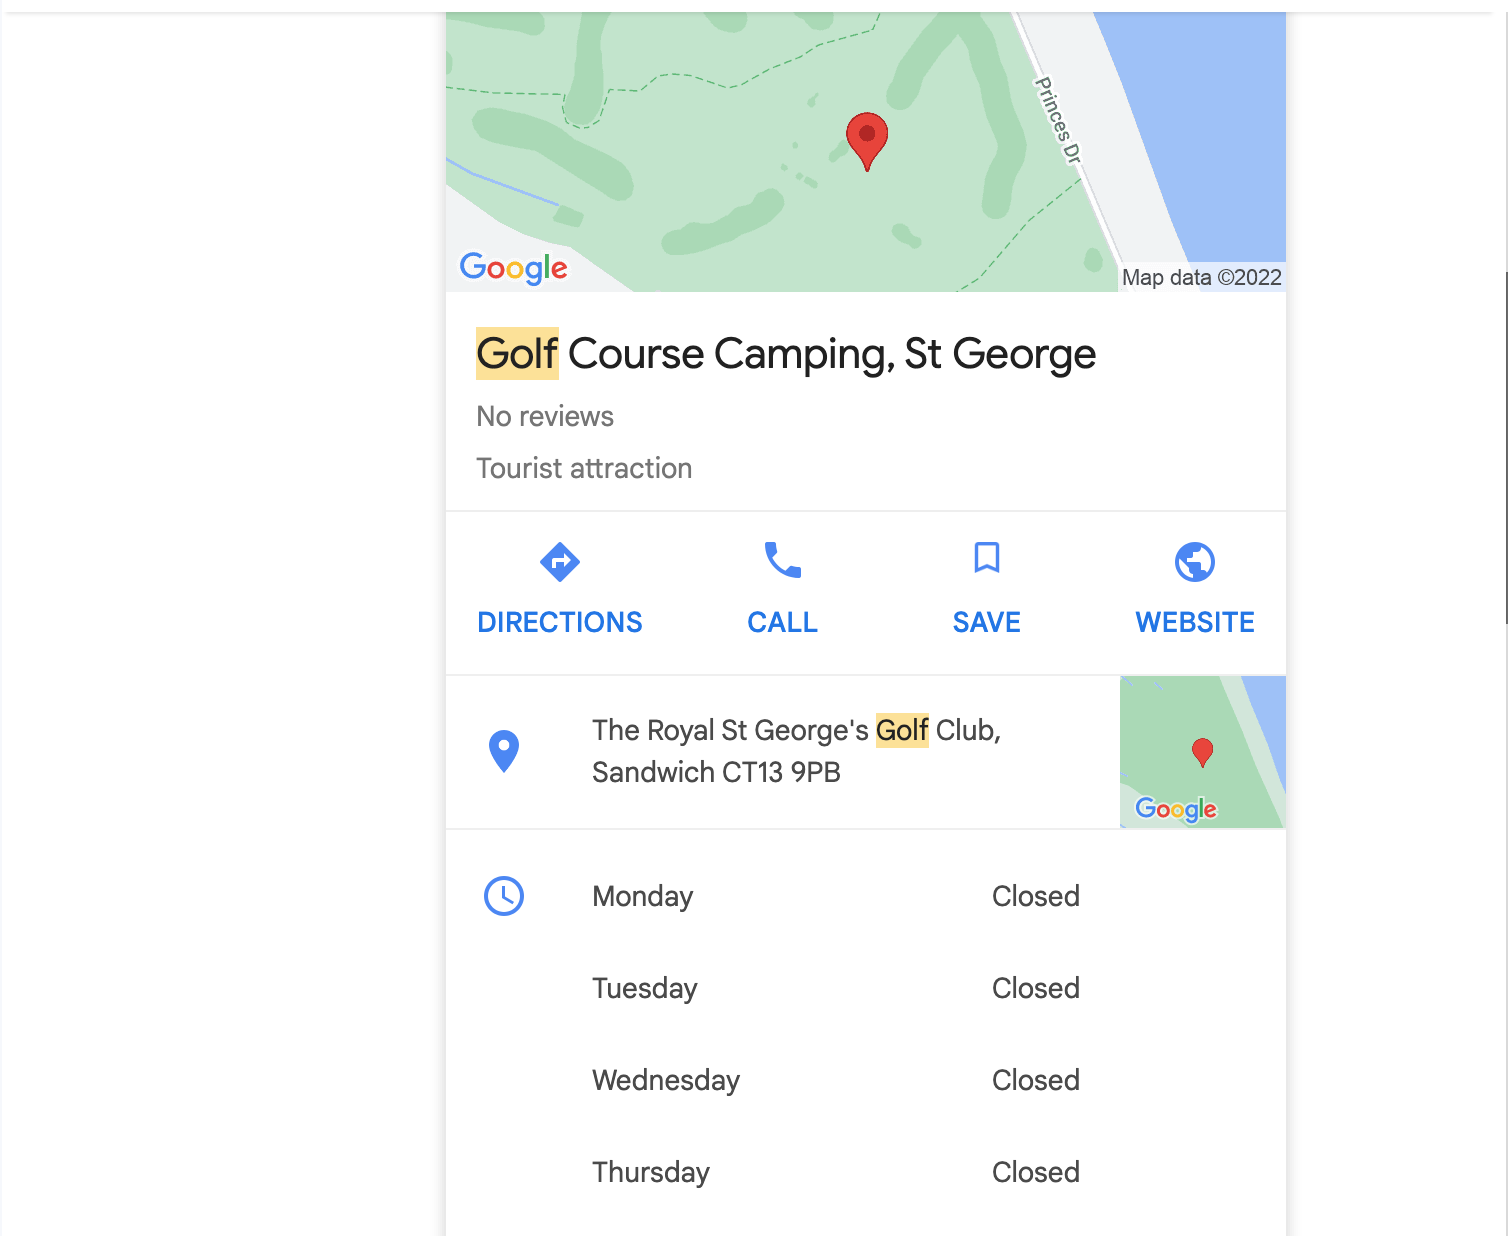 Princes Dr
Google
Map data ©2022
Golf Course Camping, St George
No reviews
Tourist attraction
DIRECTIONS
CALL
SAVE
WEBSITE
The Royal St George's Golf Club,
Sandwich CT13 9PB
Google
Monday Closed
Tuesday Closed
Wednesday Closed
Thursday Closed